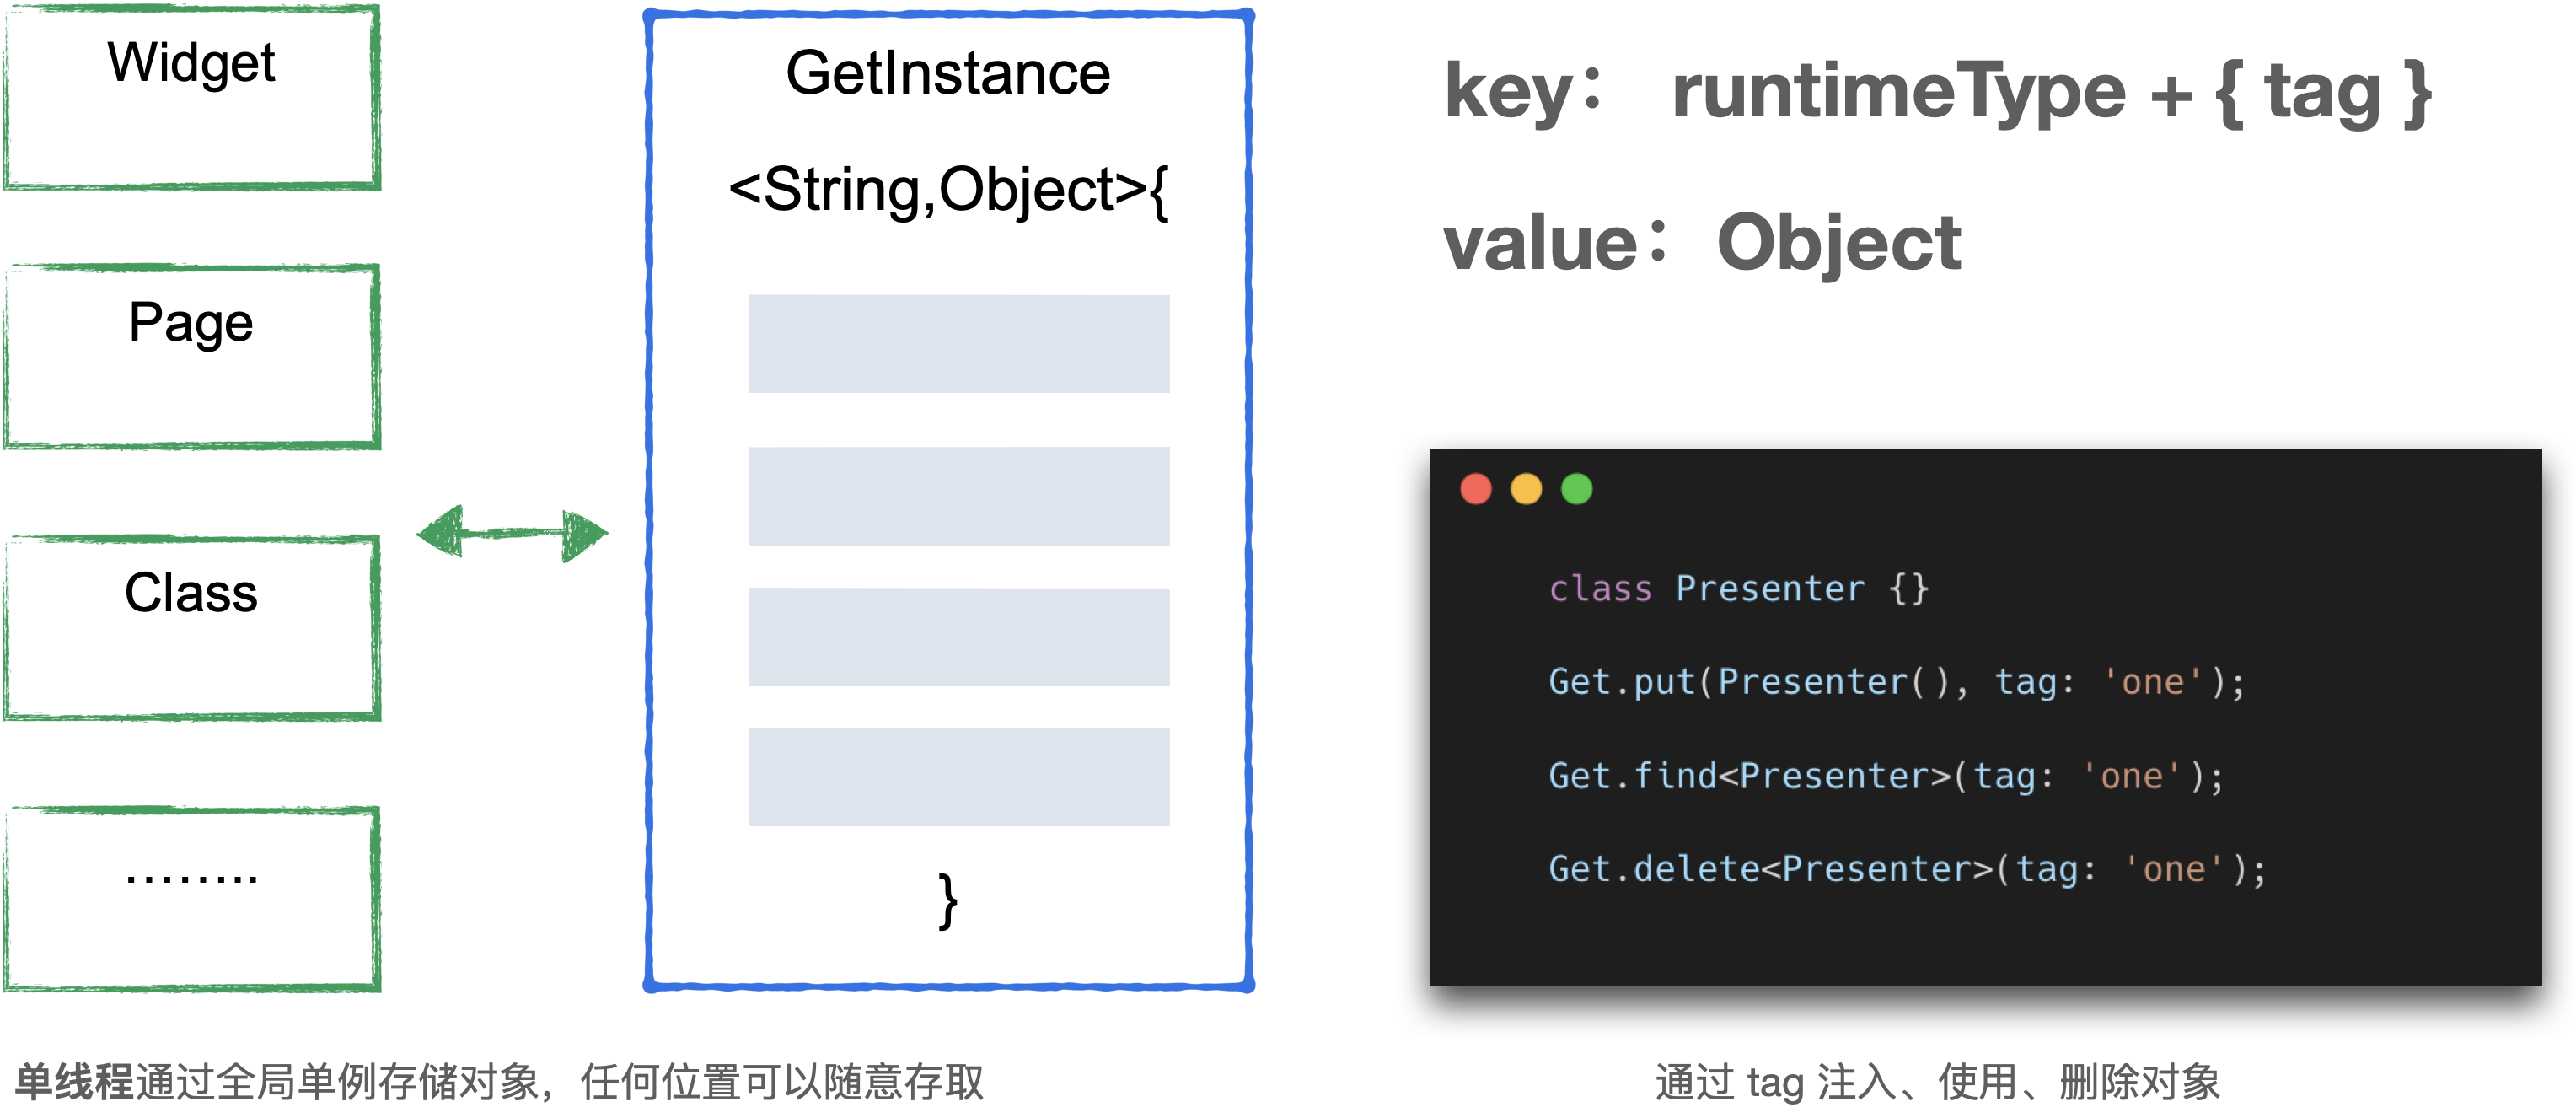 Widget
Page
Class
……..
GetInstance
<String,Object>{
}
key： runtimeType + { tag }
value：Object
class Presenter {}
Get.put(Presenter(), tag: 'one');
Get.find<Presenter>(tag: 'one');
Get.delete<Presenter>(tag: 'one');
单线程通过全局单例存储对象，任何位置可以随意存取
通过 tag 注入、使用、删除对象